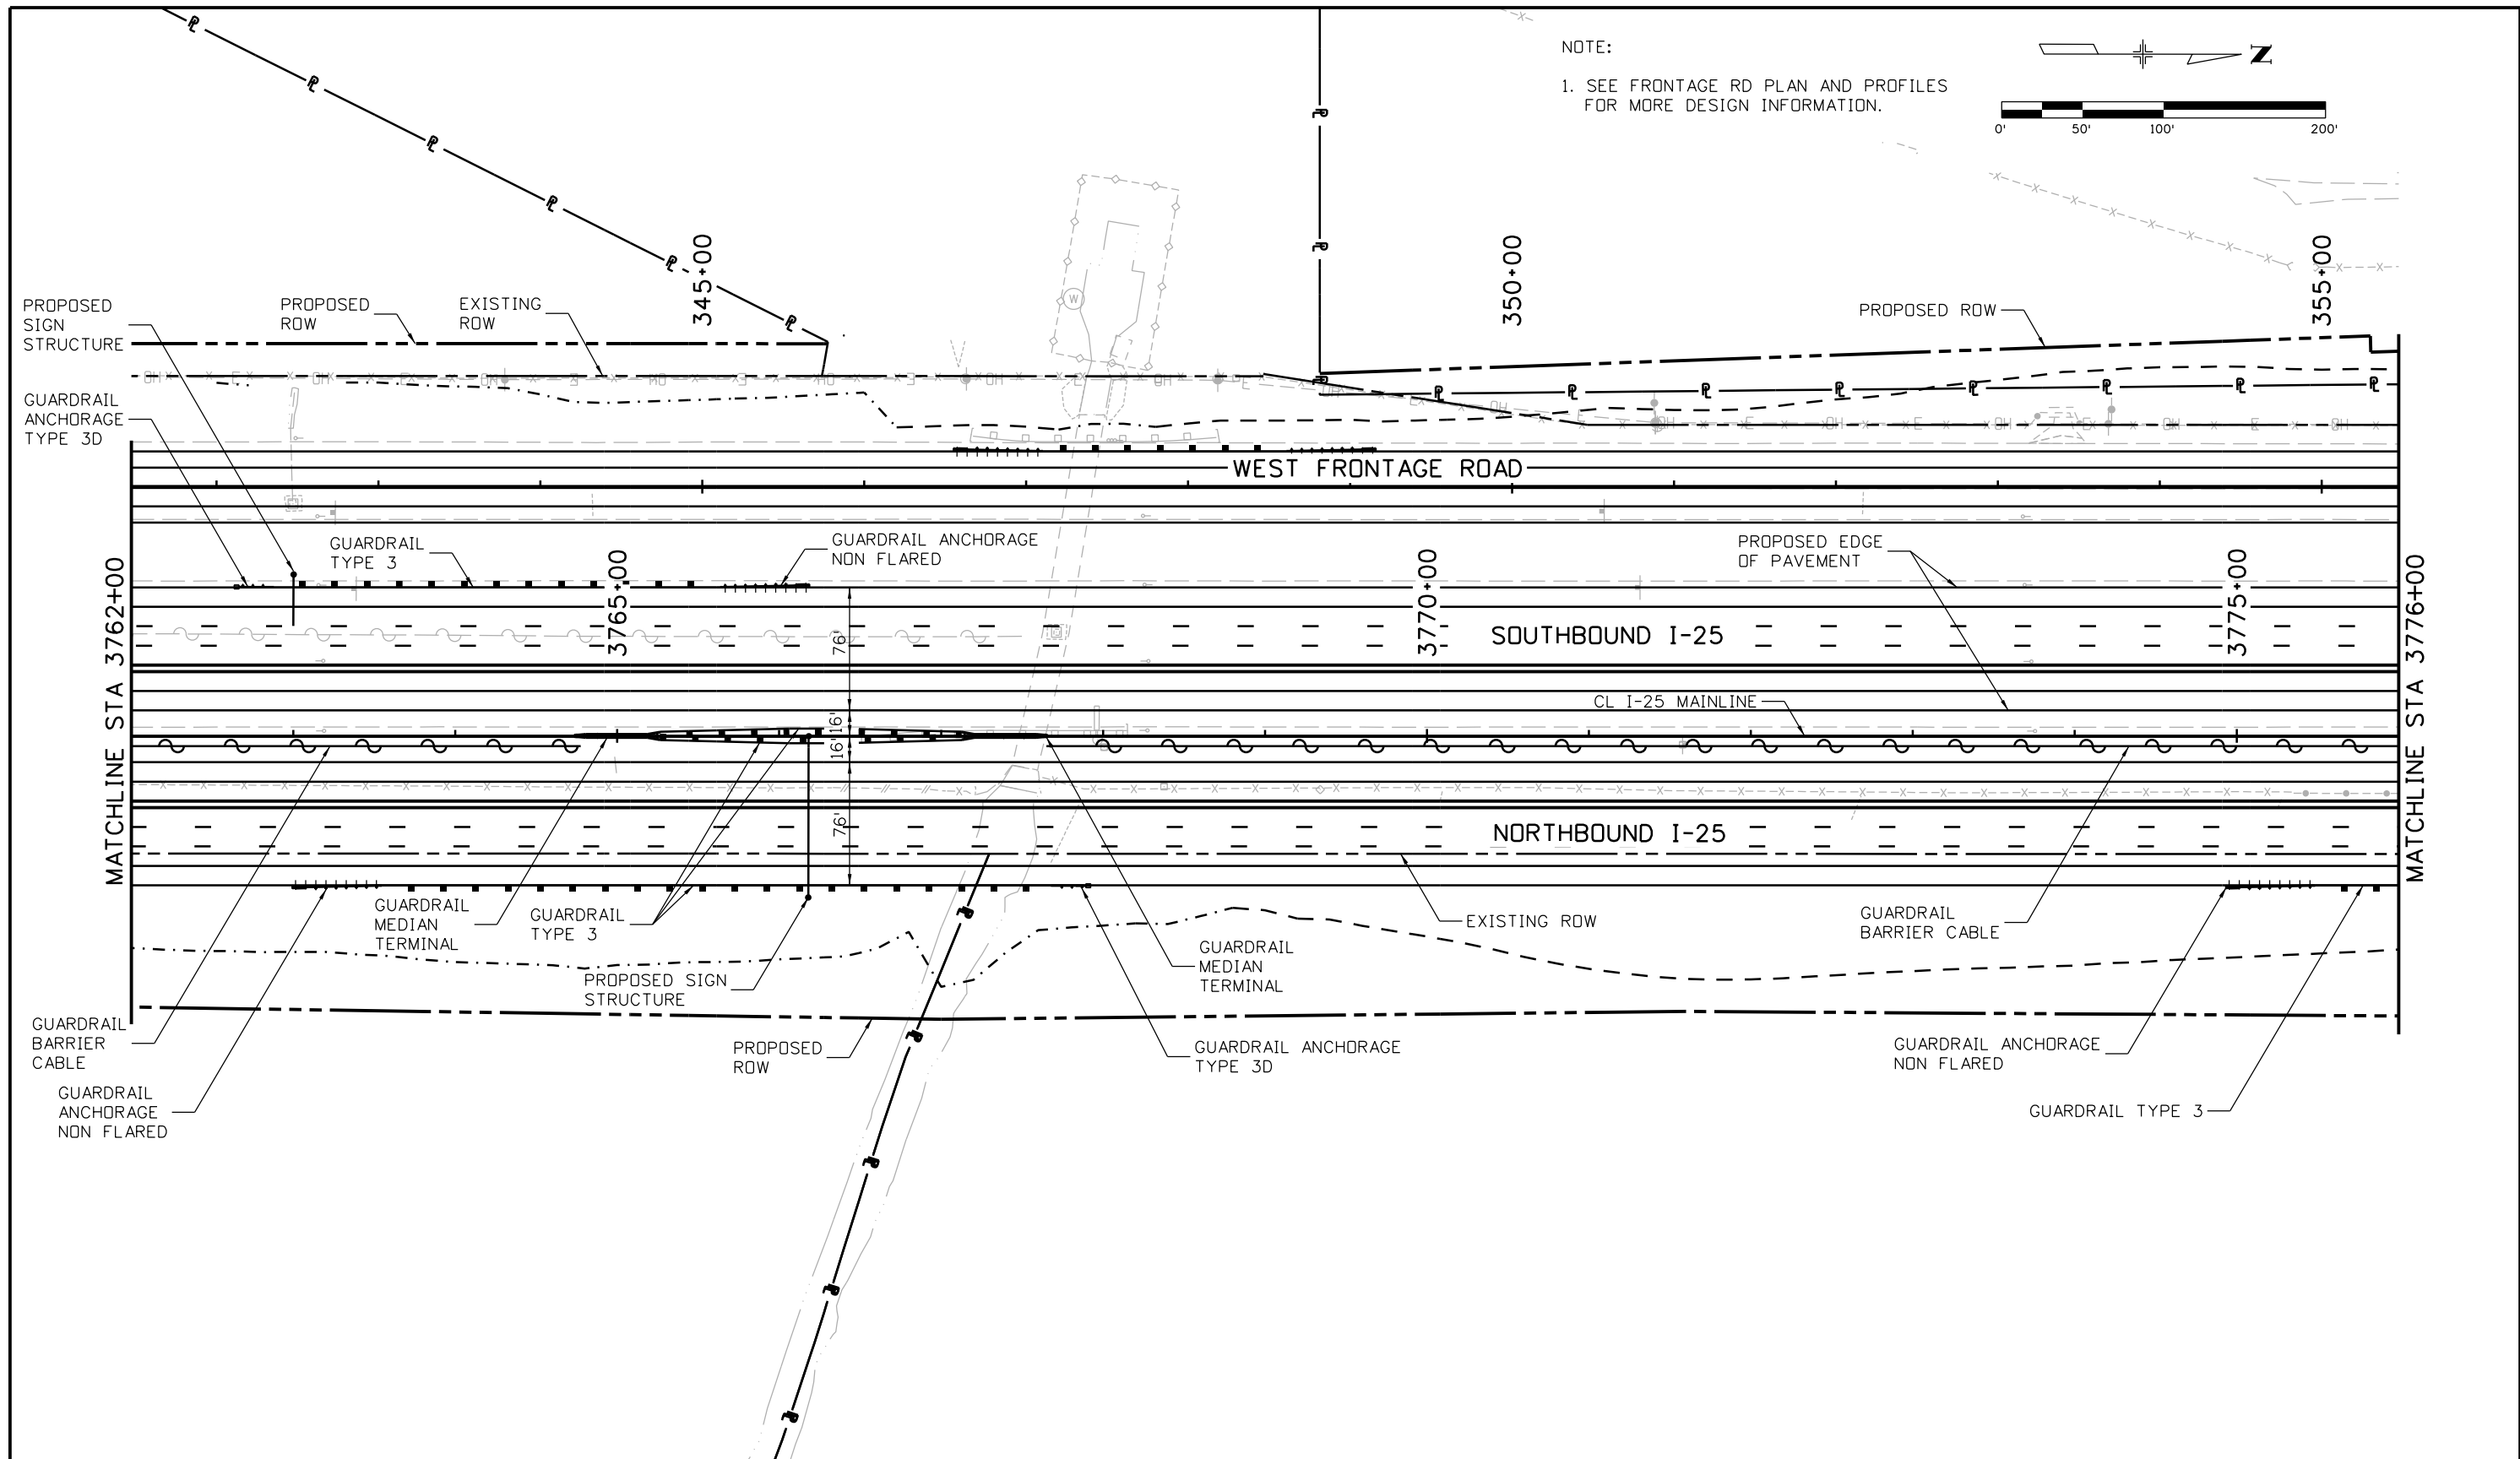 NOTE:
1. SEE FRONTAGE RD PLAN AND PROFILES
FOR MORE DESIGN INFORMATION.
N
0' 50' 100' 200'
345+00
350+00
355+00
PROPOSED
SIGN
STRUCTURE
PROPOSED
ROW
EXISTING
ROW
PROPOSED ROW
W
GUARDRAIL
ANCHORAGE
TYPE 3D
WEST FRONTAGE ROAD
GUARDRAIL
TYPE 3
GUARDRAIL ANCHORAGE
NON FLARED
PROPOSED EDGE
OF PAVEMENT
MATCHLINE STA 3762+00
3765+00
3770+00
3775+00
MATCHLINE STA 3776+00
76'
SOUTHBOUND I-25
CL I-25 MAINLINE
16'
16'
76'
NORTHBOUND I-25
GUARDRAIL
MEDIAN
TERMINAL
GUARDRAIL
TYPE 3
EXISTING ROW
GUARDRAIL
BARRIER CABLE
PROPOSED SIGN
STRUCTURE
GUARDRAIL
MEDIAN
TERMINAL
GUARDRAIL
BARRIER
CABLE
PROPOSED
ROW
GUARDRAIL ANCHORAGE
TYPE 3D
GUARDRAIL ANCHORAGE
NON FLARED
GUARDRAIL
ANCHORAGE
NON FLARED
GUARDRAIL TYPE 3